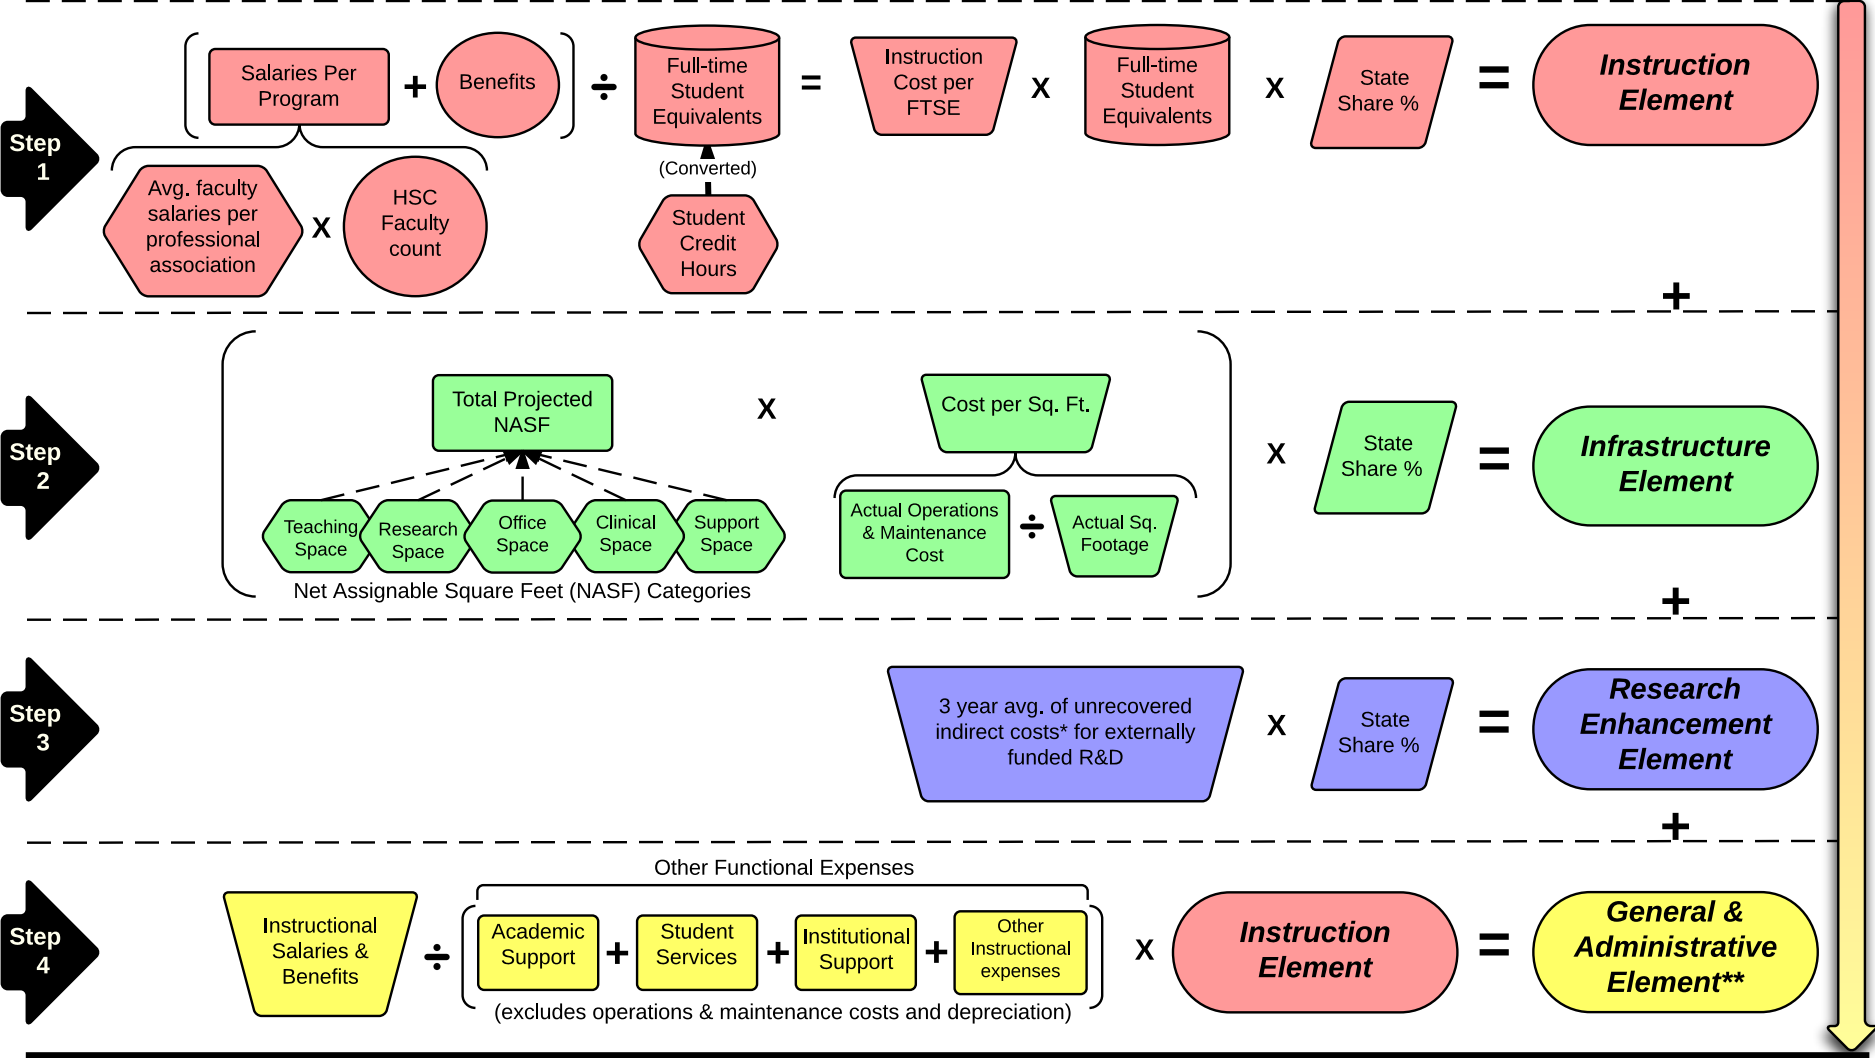 Step
1
Salaries Per
Program
+
Benefits
÷
Full-time
Student
Equivalents
=
Instruction
Cost per
FTSE
X
Full-time
Student
Equivalents
X
State
Share %
=
Instruction
Element
Avg. faculty
salaries per
professional
association
X
HSC
Faculty
count
(Converted)
Student
Credit
Hours
+
Step
2
Total Projected
NASF
X
Cost per Sq. Ft.
X
State
Share %
=
Infrastructure
Element
Teaching
Space
Research
Space
Office
Space
Clinical
Space
Support
Space
Net Assignable Square Feet (NASF) Categories
Actual Operations
& Maintenance
Cost
÷
Actual Sq.
Footage
+
Step
3
3 year avg. of unrecovered
indirect costs* for externally
funded R&D
X
State
Share %
=
Research
Enhancement
Element
+
Step
4
Other Functional Expenses
Instructional
Salaries &
Benefits
÷
Academic
Support
+
Student
Services
+
Institutional
Support
+
Other
Instructional
expenses
(excludes operations & maintenance costs and depreciation)
X
Instruction
Element
=
General &
Administrative
Element**